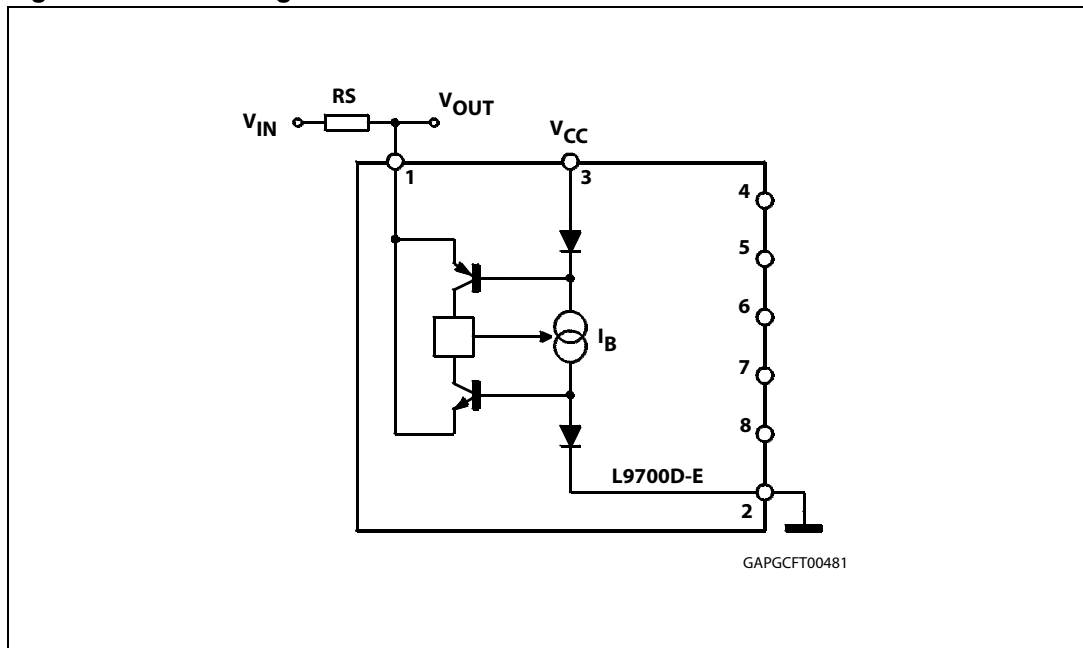 RS
V_IN
V_OUT
V_CC
1
3
4
5
6
I_B
7
8
L9700D-E
2
GAPGCFT00481